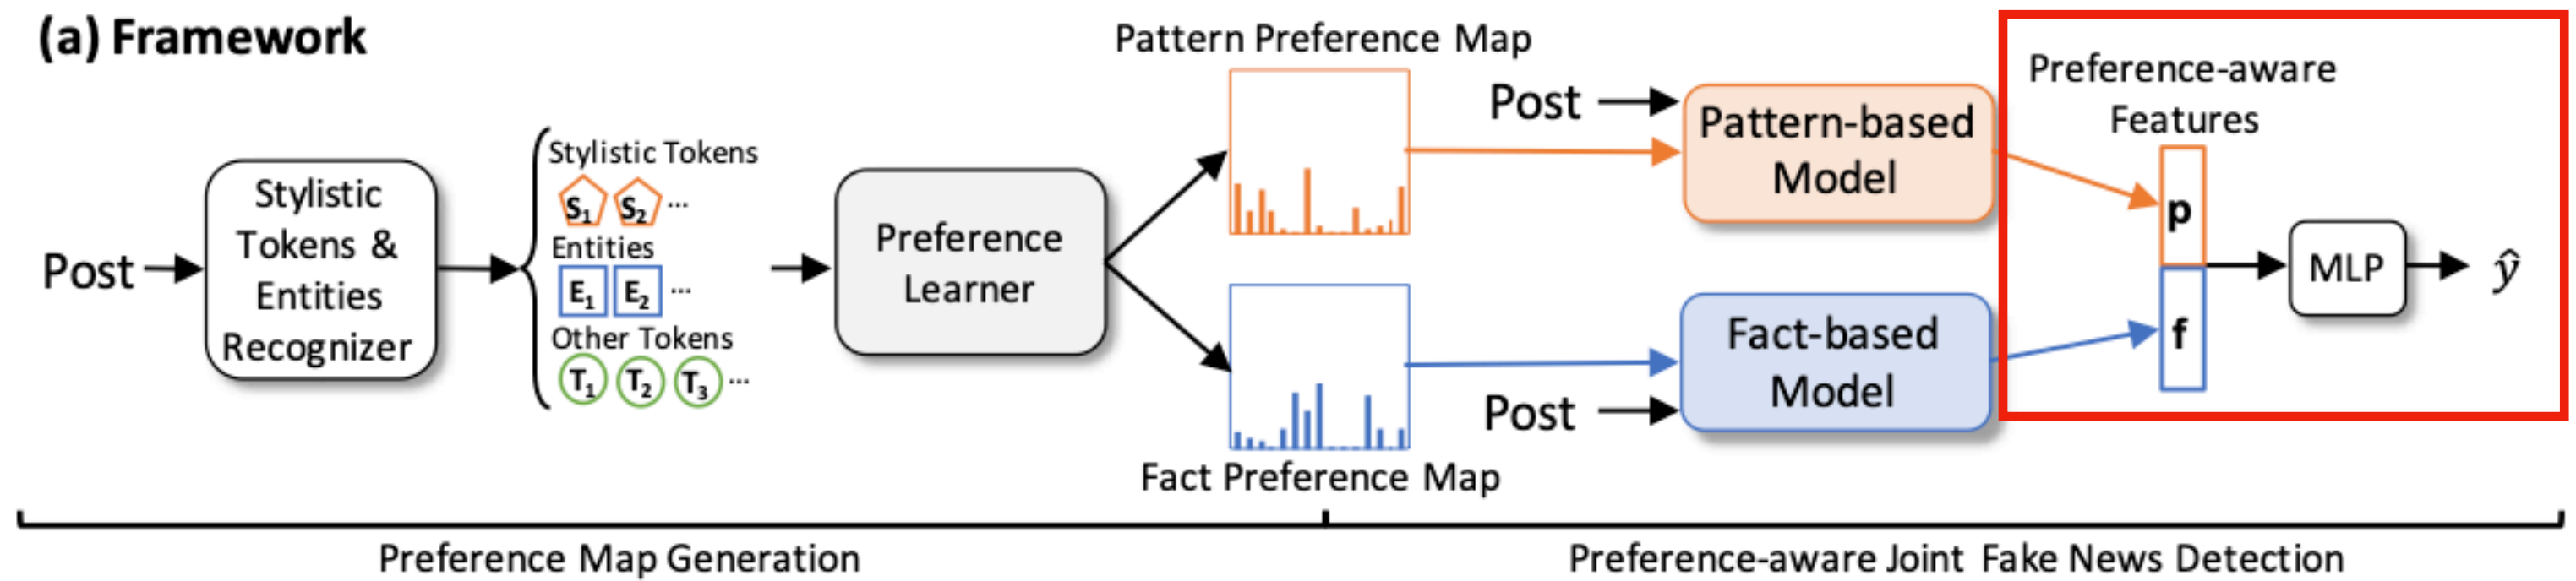 (a) Framework
Post
Stylistic
Tokens &
Entities
Recognizer
Stylistic Tokens
S1 S2 ...
Entities
E1 E2 ...
Other Tokens
T1 T2 T3 ...
Preference
Learner
Pattern Preference Map
Fact Preference Map
Post
Pattern-based
Model
Fact-based
Model
Post
Preference-aware
Features
p
f
MLP
ŷ
Preference Map Generation
Preference-aware Joint Fake News Detection